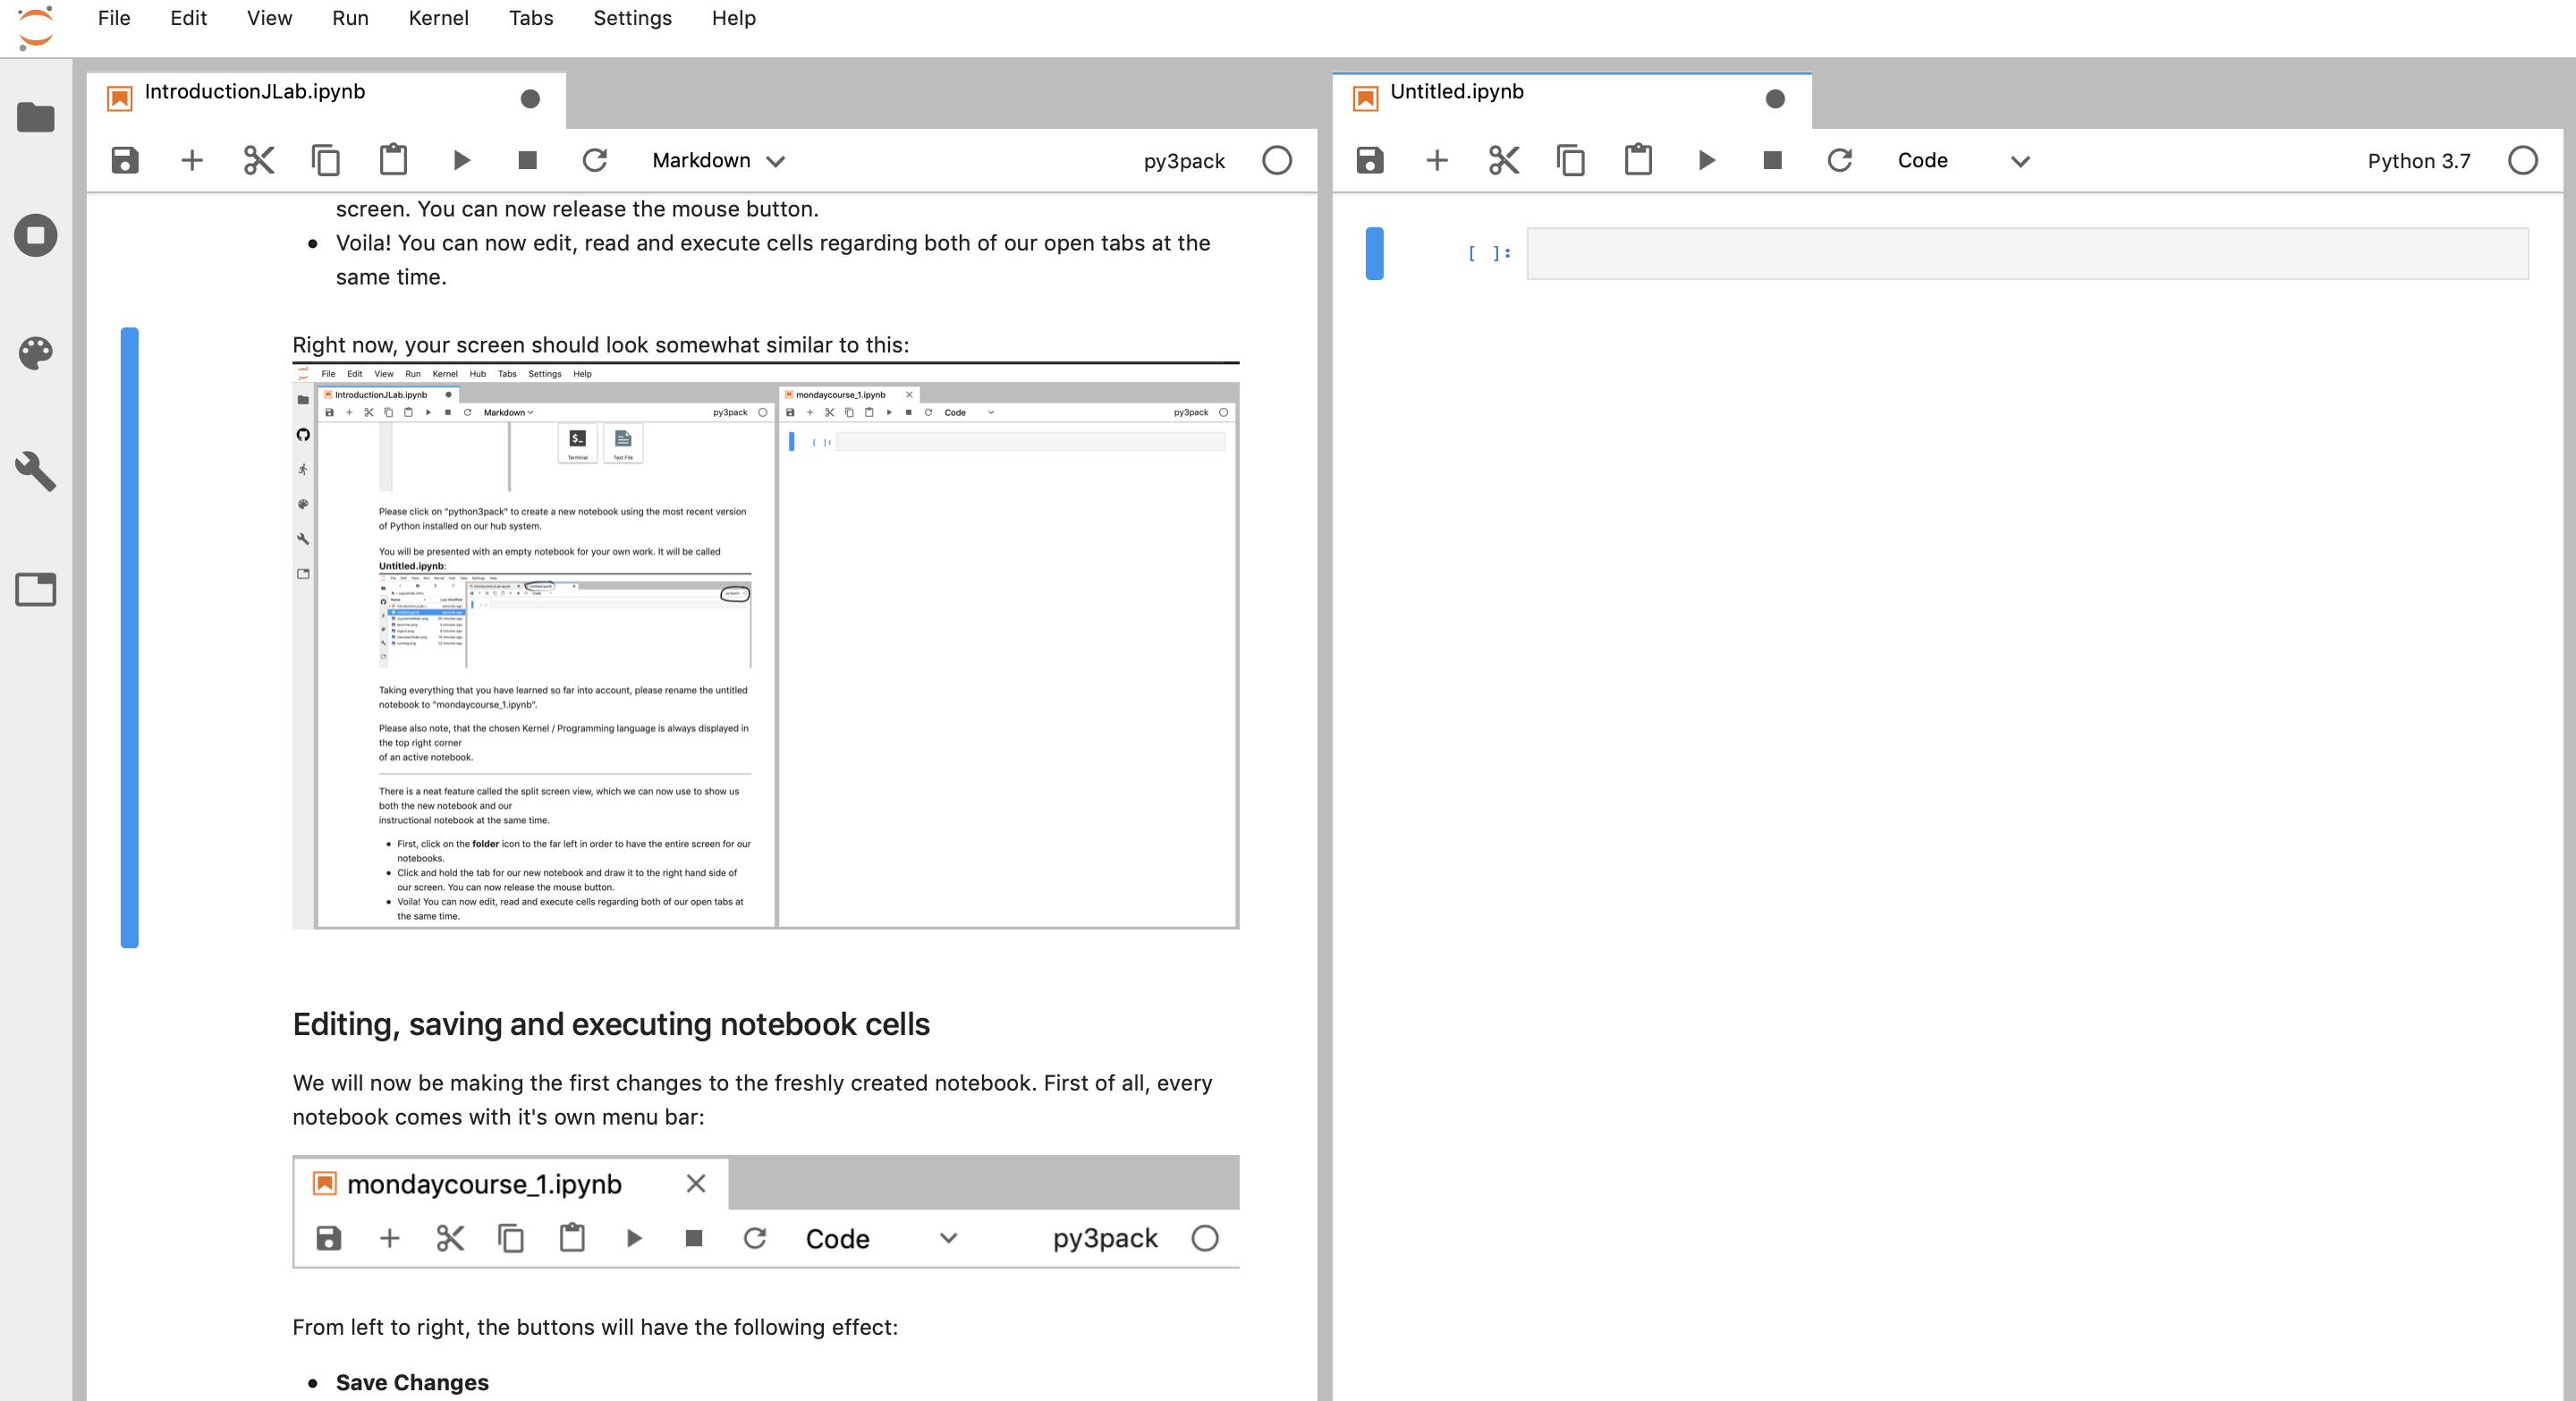 File Edit View Run Kernel Tabs Settings Help
IntroductionJLab.ipynb
Markdown
py3pack
screen. You can now release the mouse button.
• Voila! You can now edit, read and execute cells regarding both of our open tabs at the
same time.
Right now, your screen should look somewhat similar to this:
File Edit View Run Kernel Hub Tabs Settings Help
IntroductionJLab.ipynb
Markdown
py3pack
$_
Terminal
Text File
Please click on "python3pack" to create a new notebook using the most recent version
of Python installed on our hub system.
You will be presented with an empty notebook for your own work. It will be called
Untitled.ipynb:
Taking everything that you have learned so far into account, please rename the untitled
notebook to "mondaycourse_1.ipynb".
Please also note, that the chosen Kernel / Programming language is always displayed in
the top right corner
of an active notebook.
There is a neat feature called the split screen view, which we can now use to show us
both the new notebook and our
instructional notebook at the same time.
• First, click on the folder icon to the far left in order to have the entire screen for our
notebooks.
• Click and hold the tab for our new notebook and draw it to the right hand side of
our screen. You can now release the mouse button.
• Voila! You can now edit, read and execute cells regarding both of our open tabs at
the same time.
mondaycourse_1.ipynb
Code
py3pack
[ ]:
Editing, saving and executing notebook cells
We will now be making the first changes to the freshly created notebook. First of all, every
notebook comes with it's own menu bar:
mondaycourse_1.ipynb
Code
py3pack
From left to right, the buttons will have the following effect:
• Save Changes
Untitled.ipynb
Code
Python 3.7
[ ]: